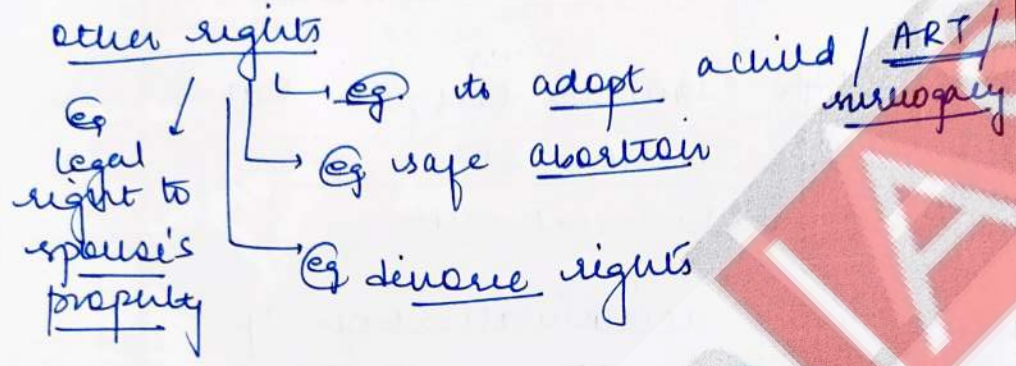 other rights
eg. to adopt a child / ART /
surrogacy
eg safe abortion
eg divorce rights
Eg
legal
right to
spouse's
property
IA